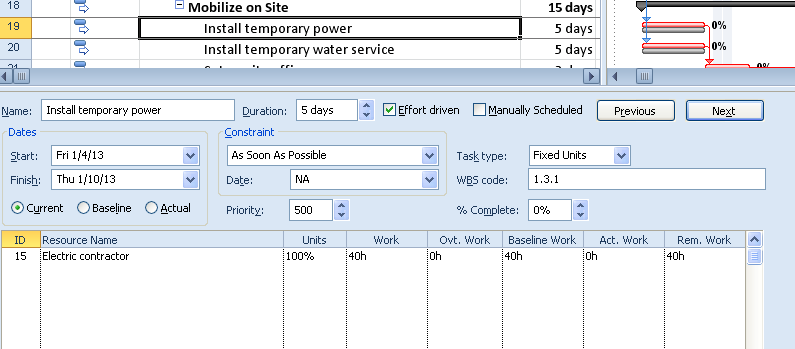 18 Mobilize on Site 15 days
19 Install temporary power 5 days 0%
20 Install temporary water service 5 days 0%
21 0%
Name: Install temporary power Duration: 5 days Effort driven Manually Scheduled Previous Next
Dates Constraint
Start: Fri 1/4/13 As Soon As Possible Task type: Fixed Units
Finish: Thu 1/10/13 Date: NA WBS code: 1.3.1
Current Baseline Actual Priority: 500 % Complete: 0%
ID Resource Name Units Work Ovt. Work Baseline Work Act. Work Rem. Work
15 Electric contractor 100% 40h 0h 40h 0h 40h